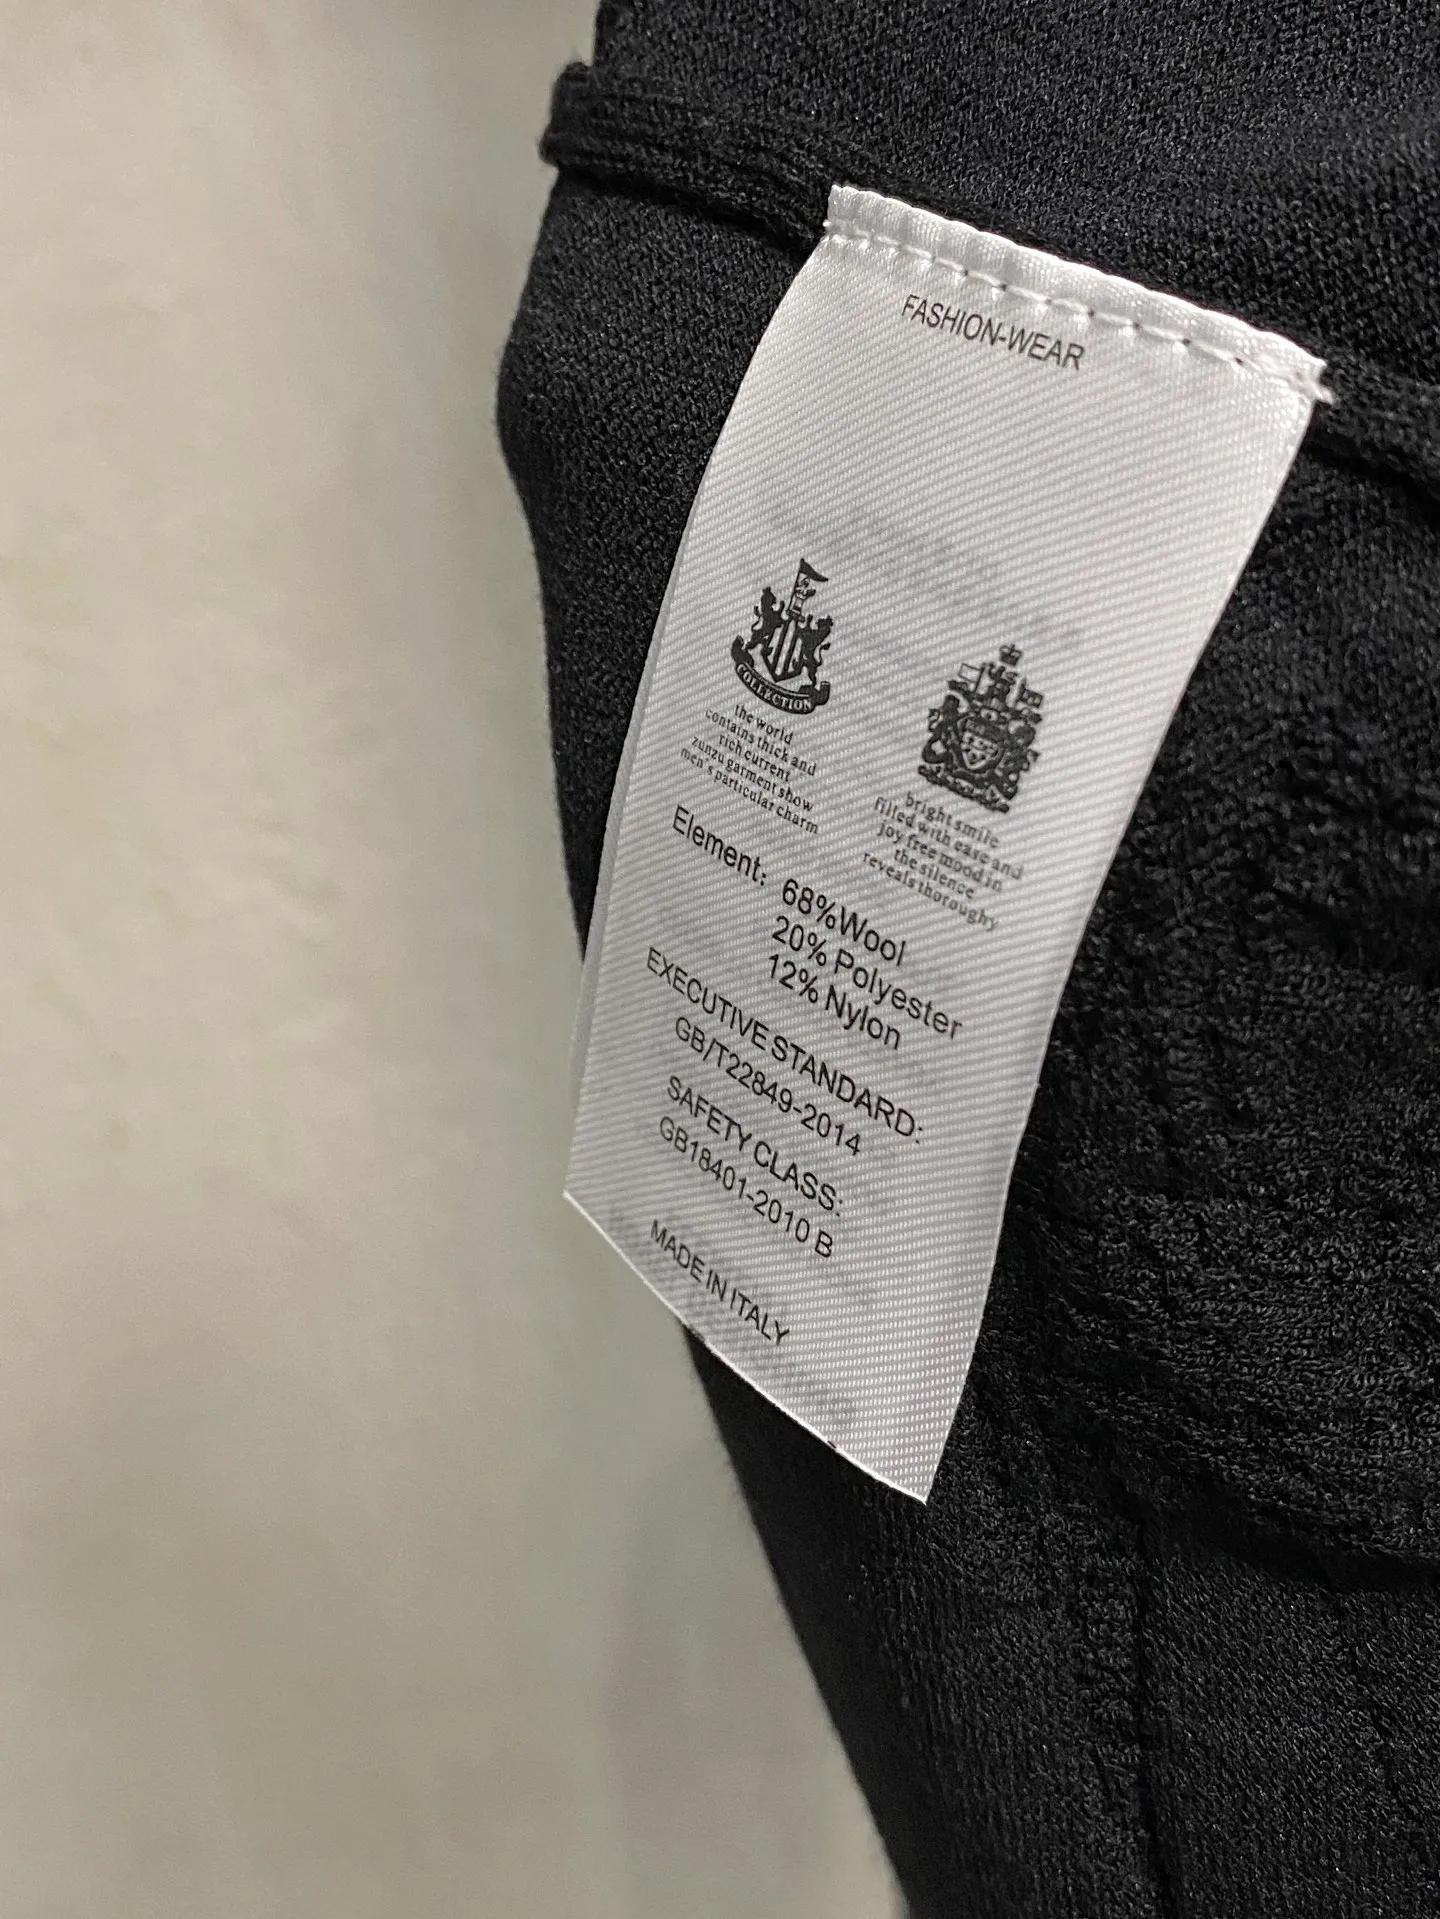 FASHION-WEAR
COLLECTION
the world
contains thick and
rich current
zunzu garment show
men's particular charm
bright smile
filled with ease and
joy free mood in
the silence
reveals thoroughy
Element: 68%Wool
20% Polyester
12% Nylon
EXECUTIVE STANDARD:
GB/T22849-2014
SAFETY CLASS:
GB18401-2010 B
MADE IN ITALY